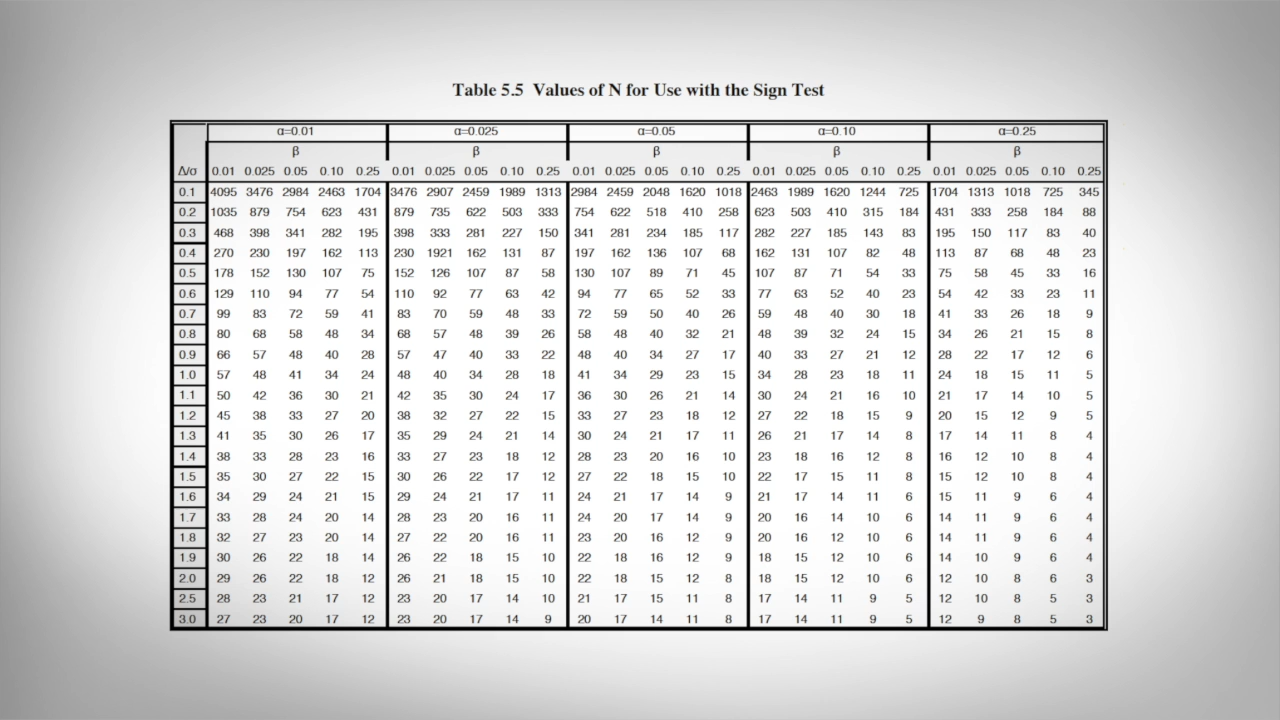 Table 5.5 Values of N for Use with the Sign Test
α=0.01 α=0.025 α=0.05 α=0.10 α=0.25
β β β β β
Δ/σ 0.01 0.025 0.05 0.10 0.25 0.01 0.025 0.05 0.10 0.25 0.01 0.025 0.05 0.10 0.25 0.01 0.025 0.05 0.10 0.25 0.01 0.025 0.05 0.10 0.25
0.1 4095 3476 2984 2463 1704 3476 2907 2459 1989 1313 2984 2459 2048 1620 1018 2463 1989 1620 1244 725 1704 1313 1018 725 345
0.2 1035 879 754 623 431 879 735 622 503 333 754 622 518 410 258 623 503 410 315 184 431 333 258 184 88
0.3 468 398 341 282 195 398 333 281 227 150 341 281 234 185 117 282 227 185 143 83 195 150 117 83 40
0.4 270 230 197 162 113 230 1921 162 131 87 197 162 136 107 68 162 131 107 82 48 113 87 68 48 23
0.5 178 152 130 107 75 152 126 107 87 58 130 107 89 71 45 107 87 71 54 33 75 58 45 33 16
0.6 129 110 94 77 54 110 92 77 63 42 94 77 65 52 33 77 63 52 40 23 54 42 33 23 11
0.7 99 83 72 59 41 83 70 59 48 33 72 59 50 40 26 59 48 40 30 18 41 33 26 18 9
0.8 80 68 58 48 34 68 57 48 39 26 58 48 40 32 21 48 39 32 24 15 34 26 21 15 8
0.9 66 57 48 40 28 57 47 40 33 22 48 40 34 27 17 40 33 27 21 12 28 22 17 12 6
1.0 57 48 41 34 24 48 40 34 28 18 41 34 29 23 15 34 28 23 18 11 24 18 15 11 5
1.1 50 42 36 30 21 42 35 30 24 17 36 30 26 21 14 30 24 21 16 10 21 17 14 10 5
1.2 45 38 33 27 20 38 32 27 22 15 33 27 23 18 12 27 22 18 15 9 20 15 12 9 5
1.3 41 35 30 26 17 35 29 24 21 14 30 24 21 17 11 26 21 17 14 8 17 14 11 8 4
1.4 38 33 28 23 16 33 27 23 18 12 28 23 20 16 10 23 18 16 12 8 16 12 10 8 4
1.5 35 30 27 22 15 30 26 22 17 12 27 22 18 15 10 22 17 15 11 8 15 12 10 8 4
1.6 34 29 24 21 15 29 24 21 17 11 24 21 17 14 9 21 17 14 11 6 15 11 9 6 4
1.7 33 28 24 20 14 28 23 20 16 11 24 20 17 14 9 20 16 14 10 6 14 11 9 6 4
1.8 32 27 23 20 14 27 22 20 16 11 23 20 16 12 9 20 16 12 10 6 14 11 9 6 4
1.9 30 26 22 18 14 26 22 18 15 10 22 18 16 12 9 18 15 12 10 6 14 10 9 6 4
2.0 29 26 22 18 12 26 21 18 15 10 22 18 15 12 8 18 15 12 10 6 12 10 8 6 3
2.5 28 23 21 17 12 23 20 17 14 10 21 17 15 11 8 17 14 11 9 5 12 10 8 5 3
3.0 27 23 20 17 12 23 20 17 14 9 20 17 14 11 8 17 14 11 9 5 12 9 8 5 3